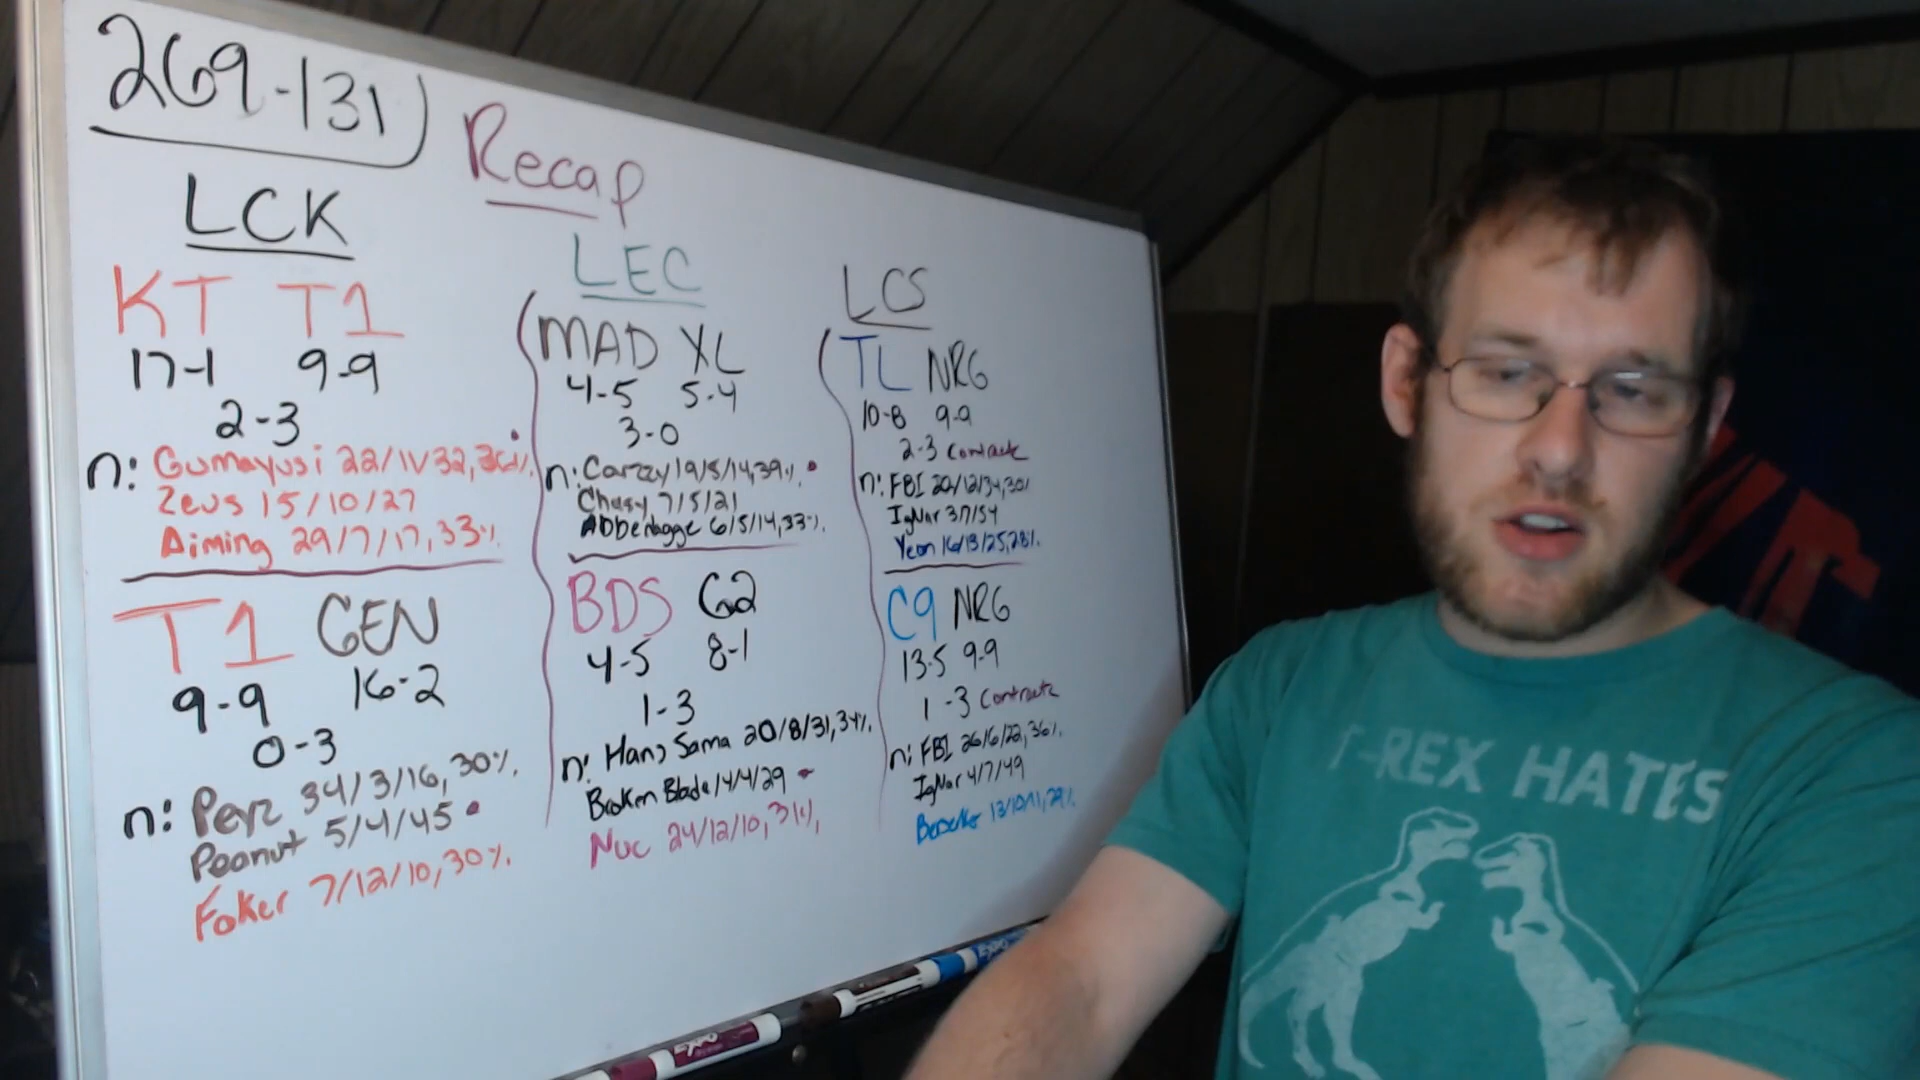 269-131
Recap
LCK
KT T1
17-1 9-9
2-3
n: Gumayusi 22/11/32,
Zeus 15/10/27
Aiming 29/7/17, 33%
T1 GEN
9-9 16-2
0-3
n: Peyz 34/3/16, 30%
Peanut 5/4/45
Faker 7/12/10, 30%
LEC
MAD XL
4-5 5-4
3-0
n: Carzzy 19/5/14, 39%
Chasy 7/5/21
Abbedagge 6/5/14, 33%
BDS G2
4-5 8-1
1-3
n: Hans Sama 20/8/31, 34%
Broken Blade 14/4/29
Nuc 24/12/10, 31%
LCS
TL NRG
10-8 9-9
2-3 Contractz
n: FBI 20/12/34, 30%
IgNar 3/7/54
Yeon 16/13/25, 28%
C9 NRG
13-5 9-9
1-3 Contractz
n: FBI 26/6/22, 36%
IgNar 4/7/49
Berserker 13/10/11, 29%
T-REX HATES